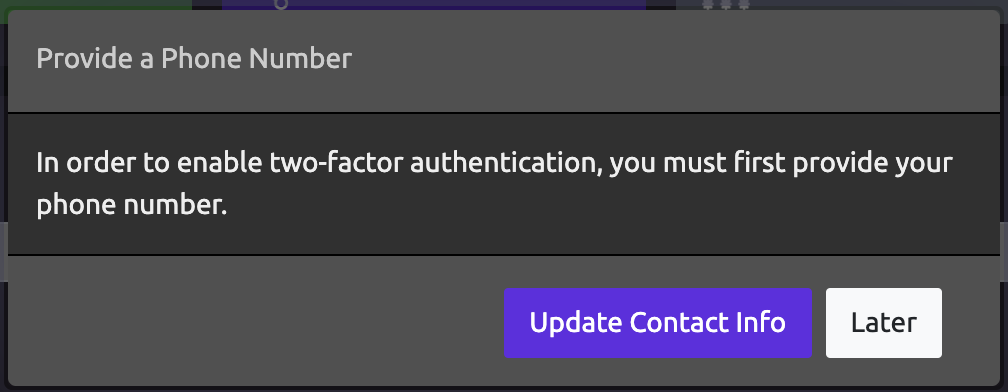 Provide a Phone Number
In order to enable two-factor authentication, you must first provide your
phone number.
Update Contact Info
Later